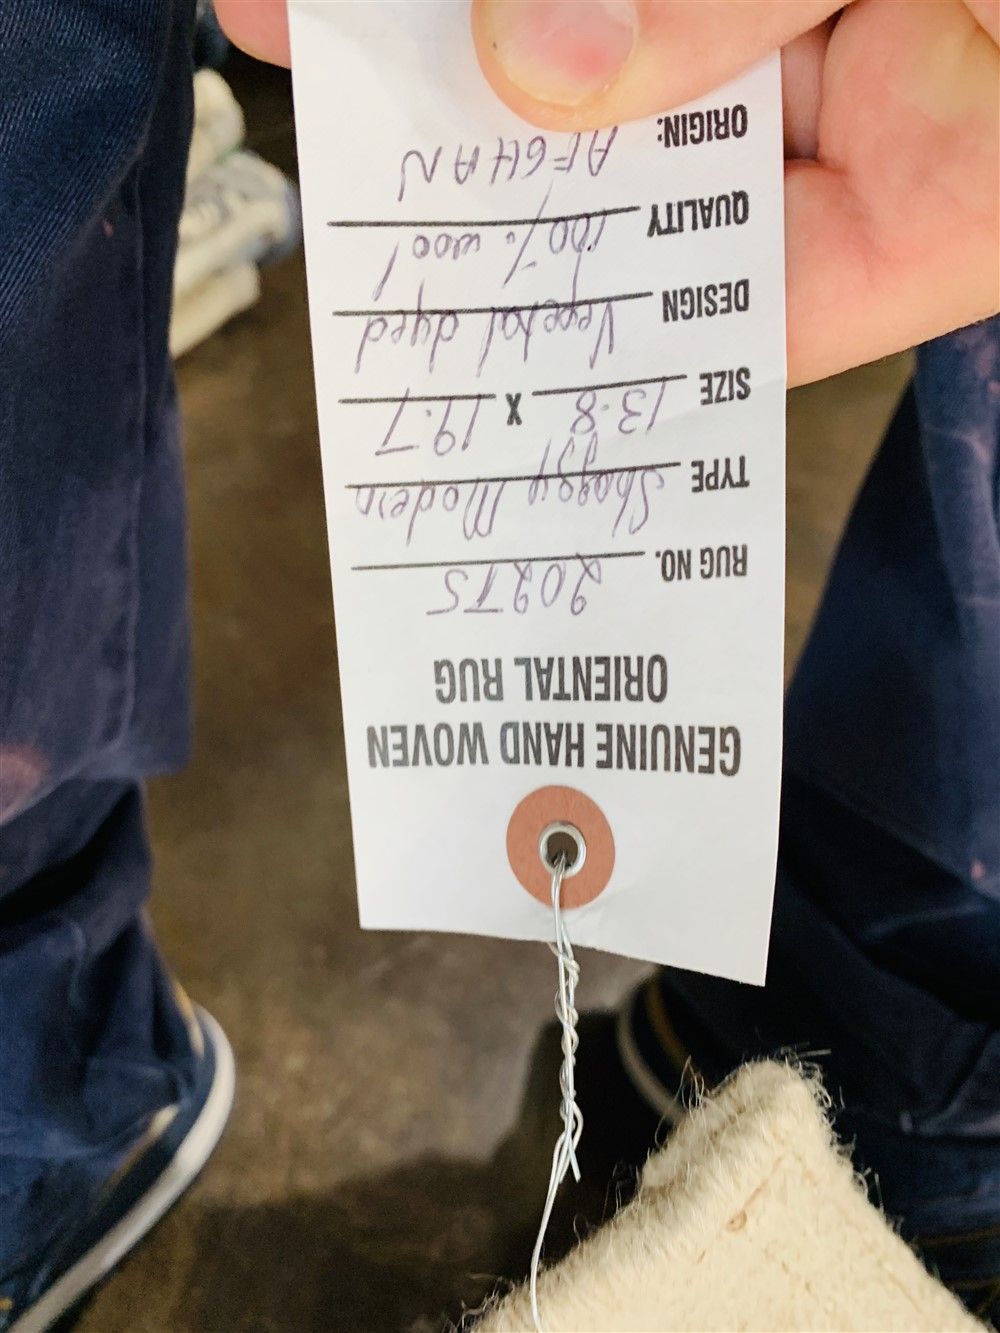 GENUINE HAND WOVEN
ORIENTAL RUG
RUG NO. 20275
TYPE Shaggy Modern
SIZE 13.8 X 19.7
DESIGN Vegetal dyed
QUALITY 100% wool
ORIGIN: AFGHAN